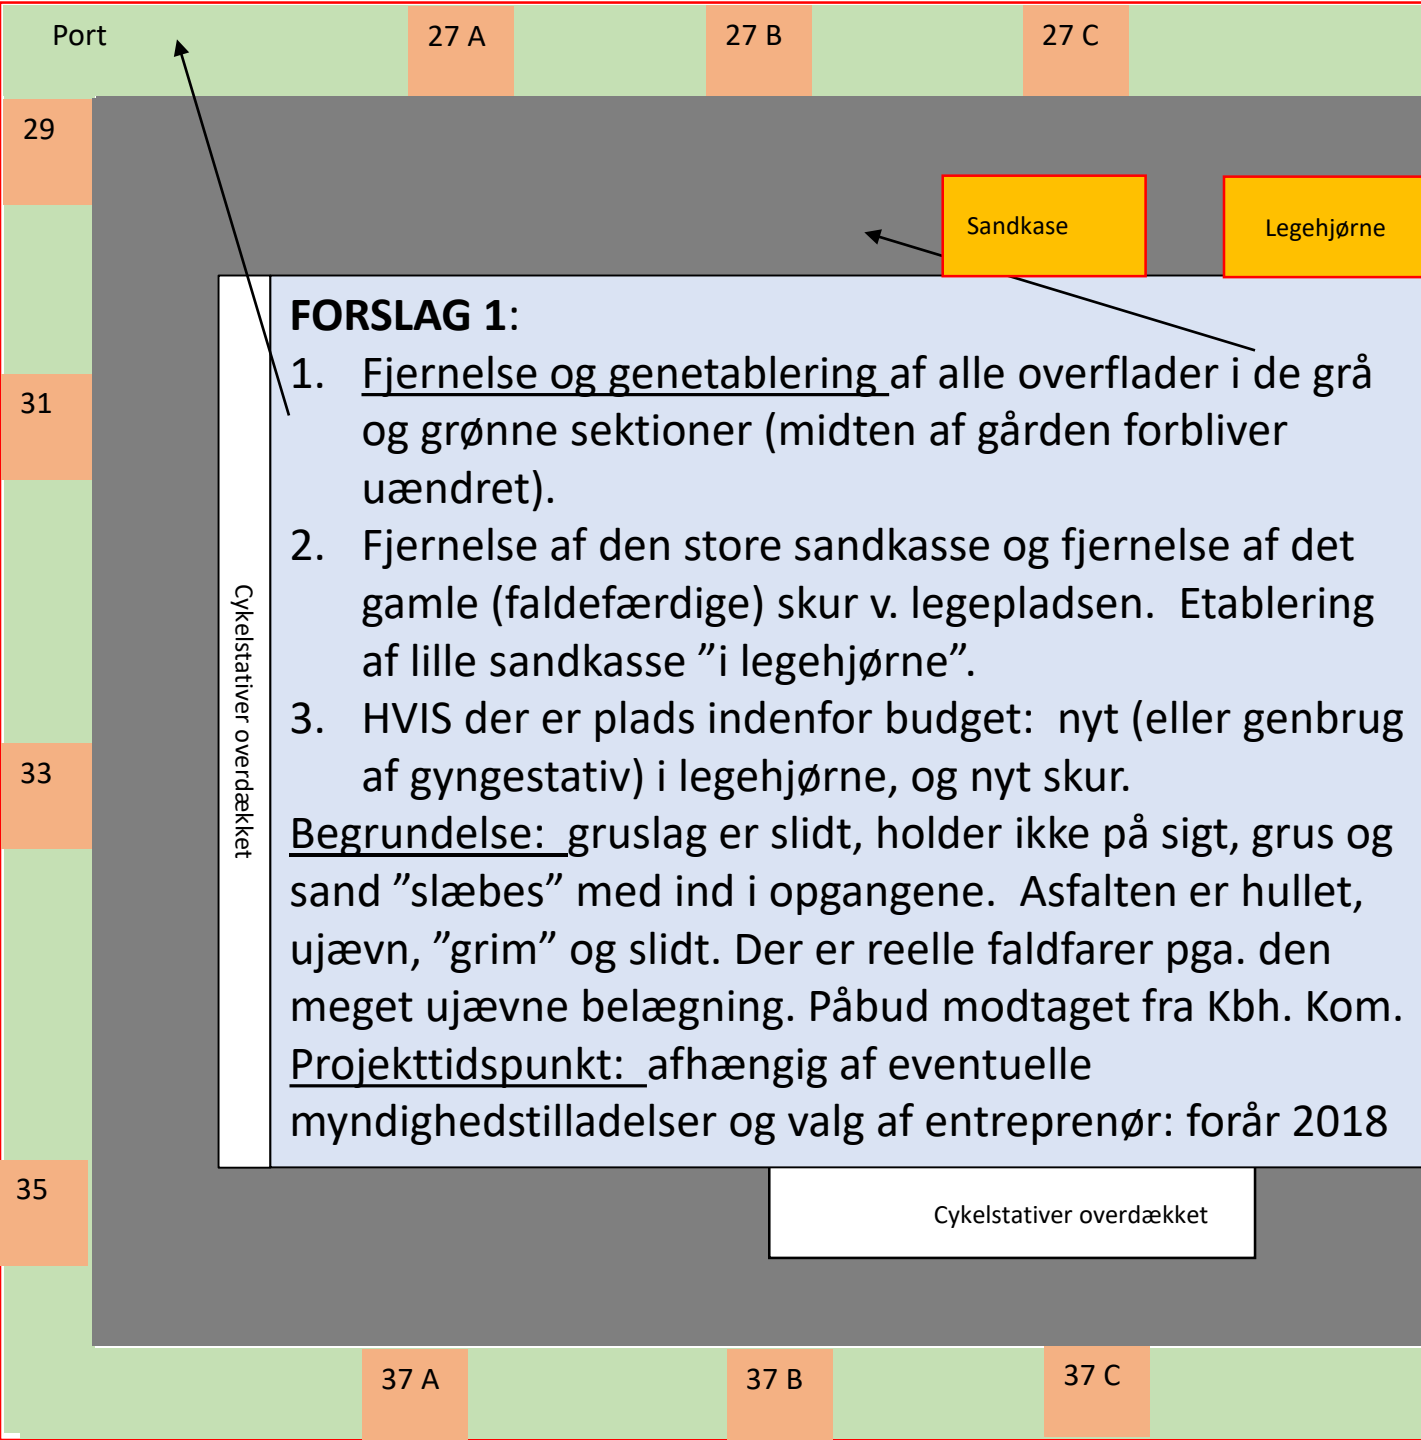 Port
27 A
27 B
27 C
29
Sandkase
Legehjørne
31
33
35
Cykelstativer overdækket
FORSLAG 1:
1. Fjernelse og genetablering af alle overflader i de grå
og grønne sektioner (midten af gården forbliver
uændret).
2. Fjernelse af den store sandkasse og fjernelse af det
gamle (faldefærdige) skur v. legepladsen. Etablering
af lille sandkasse ”i legehjørne”.
3. HVIS der er plads indenfor budget: nyt (eller genbrug
af gyngestativ) i legehjørne, og nyt skur.
Begrundelse: gruslag er slidt, holder ikke på sigt, grus og
sand ”slæbes” med ind i opgangene. Asfalten er hullet,
ujævn, ”grim” og slidt. Der er reelle faldfarer pga. den
meget ujævne belægning. Påbud modtaget fra Kbh. Kom.
Projekttidspunkt: afhængig af eventuelle
myndighedstilladelser og valg af entreprenør: forår 2018
Cykelstativer overdækket
37 A
37 B
37 C